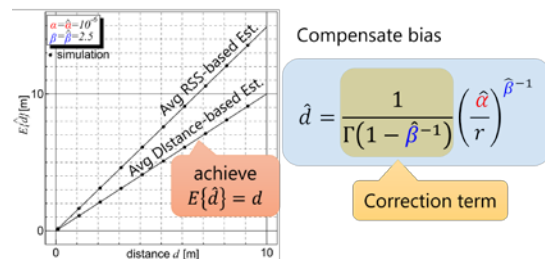 α=α̂=10⁻⁶
β=β̂=2.5
• simulation
Avg RSS-based Est.
Avg DIstance-based Est.
E{d̂} [m]
10
0
0
10
distance d [m]
achieve
E{d̂} = d
Compensate bias
d̂ = 1 / Γ(1 − β̂⁻¹) (α̂ / r)^β̂⁻¹
Correction term